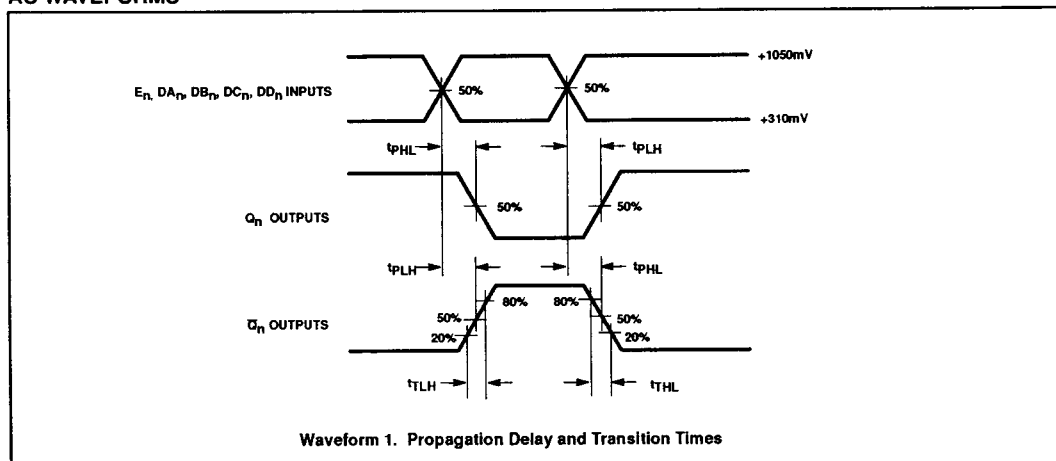 AC WAVEFORMS
+1050mV
En, DAn, DBn, DCn, DDn INPUTS
50%
50%
+310mV
tPHL
tPLH
Qn OUTPUTS
50%
50%
tPLH
tPHL
80%
80%
Q̅n OUTPUTS
50%
50%
20%
20%
tTLH
tTHL
Waveform 1. Propagation Delay and Transition Times